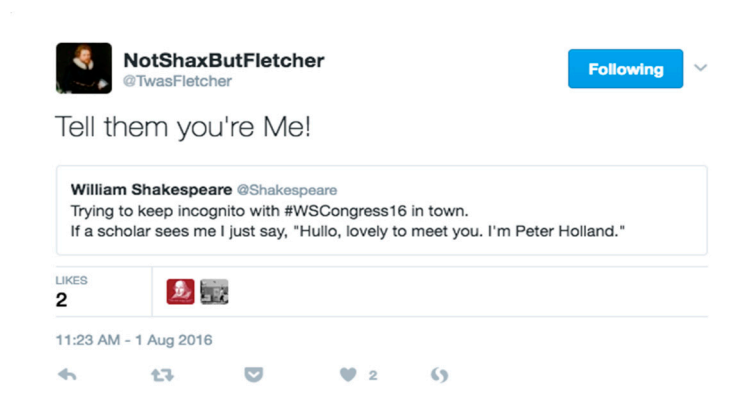 NotShaxButFletcher
@TwasFletcher
Following
Tell them you're Me!
William Shakespeare @Shakespeare
Trying to keep incognito with #WSCongress16 in town.
If a scholar sees me I just say, "Hullo, lovely to meet you. I'm Peter Holland."
LIKES
2
11:23 AM - 1 Aug 2016
2